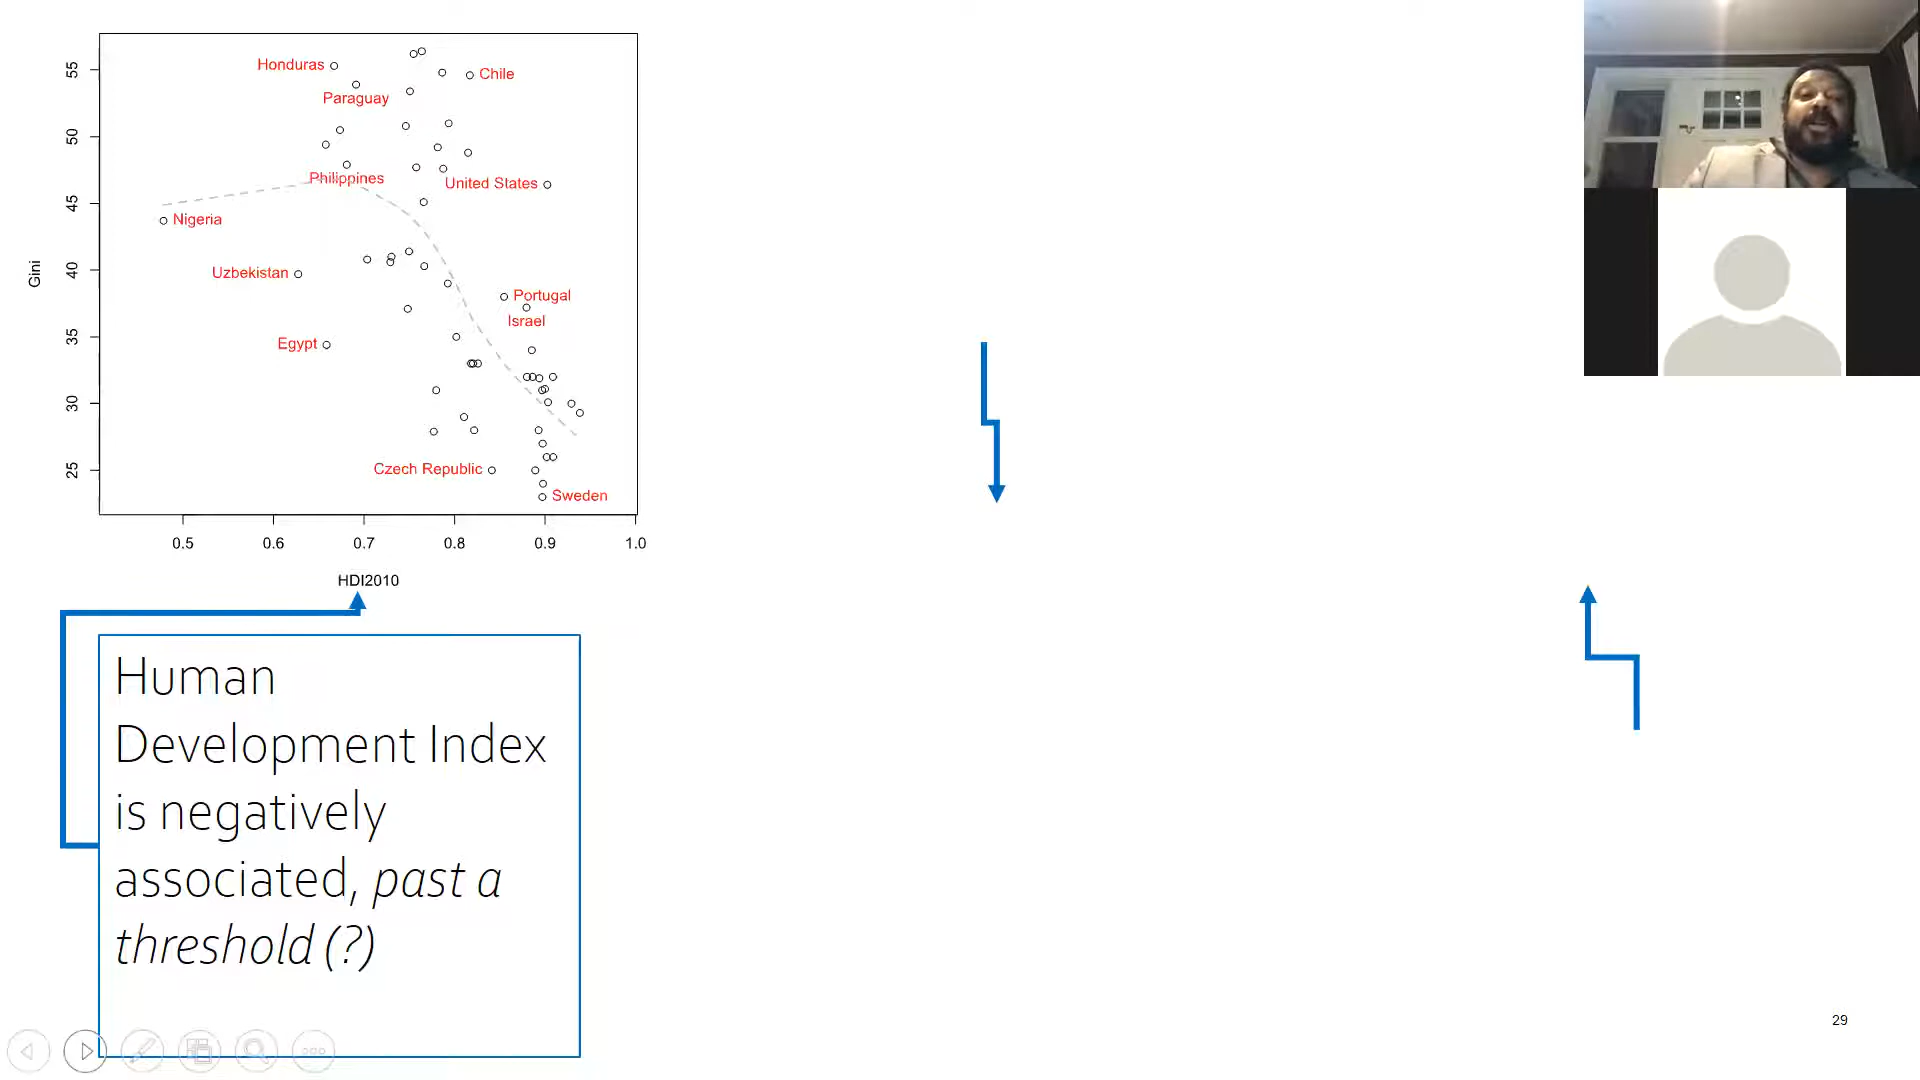 Honduras
Chile
Paraguay
Philippines
United States
Nigeria
Uzbekistan
Portugal
Israel
Egypt
Czech Republic
Sweden
Gini
55
50
45
40
35
30
25
0.5 0.6 0.7 0.8 0.9 1.0
HDI2010
Human
Development Index
is negatively
associated, past a
threshold (?)
29